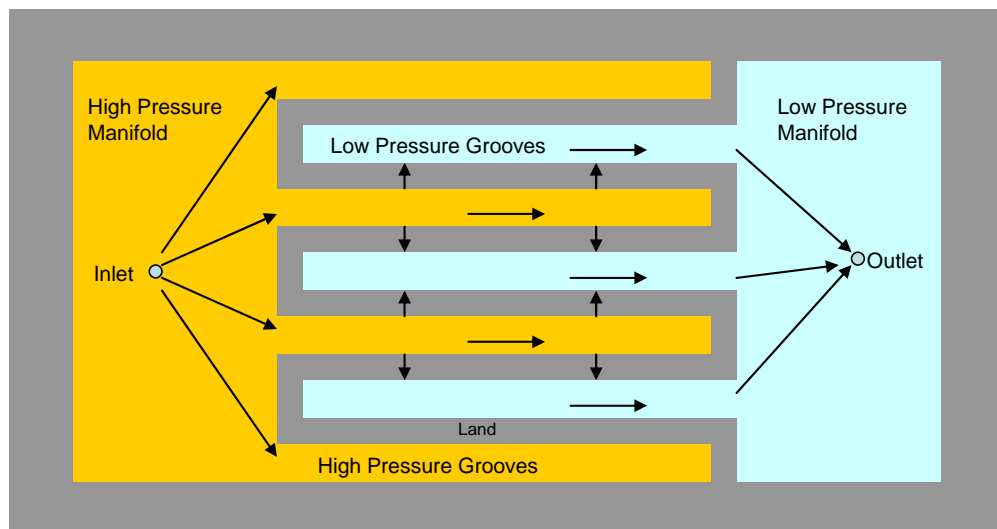 High Pressure
Manifold
Low Pressure
Manifold
Low Pressure Grooves
Inlet
Outlet
Land
High Pressure Grooves